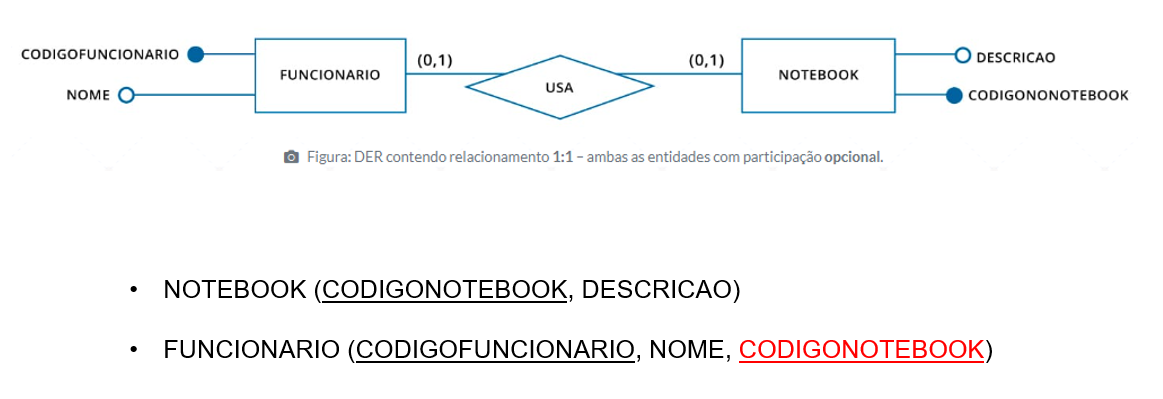 CODIGOFUNCIONARIO
NOME
FUNCIONARIO
(0,1)
USA
(0,1)
NOTEBOOK
DESCRICAO
CODIGONONOTEBOOK
Figura: DER contendo relacionamento 1:1 – ambas as entidades com participação opcional.
• NOTEBOOK (CODIGONOTEBOOK, DESCRICAO)
• FUNCIONARIO (CODIGOFUNCIONARIO, NOME, CODIGONOTEBOOK)